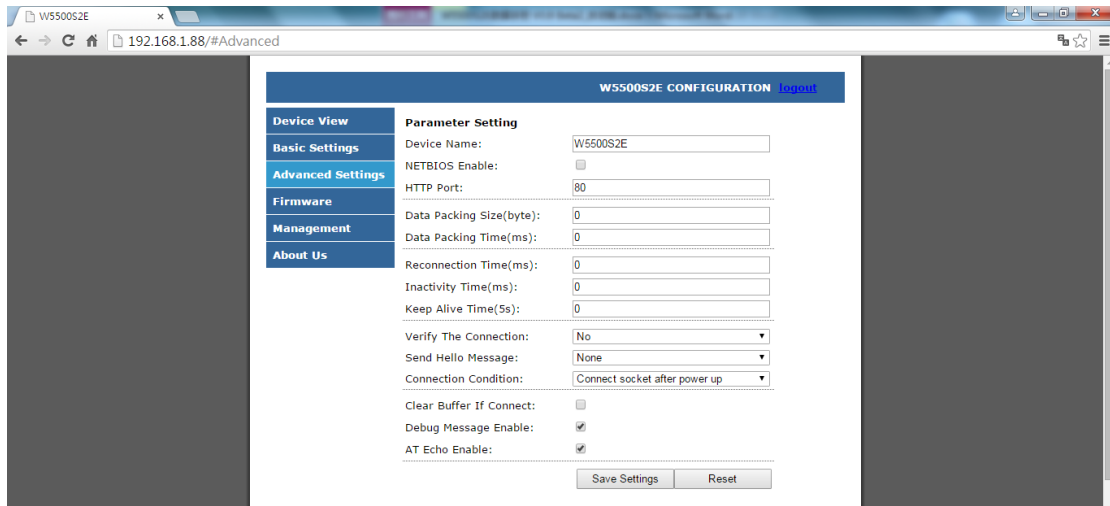 W5500S2E
192.168.1.88/#Advanced
W5500S2E CONFIGURATION logout
Device View
Basic Settings
Advanced Settings
Firmware
Management
About Us
Parameter Setting
Device Name: W5500S2E
NETBIOS Enable:
HTTP Port: 80
Data Packing Size(byte): 0
Data Packing Time(ms): 0
Reconnection Time(ms): 0
Inactivity Time(ms): 0
Keep Alive Time(5s): 0
Verify The Connection: No
Send Hello Message: None
Connection Condition: Connect socket after power up
Clear Buffer If Connect:
Debug Message Enable:
AT Echo Enable:
Save Settings Reset